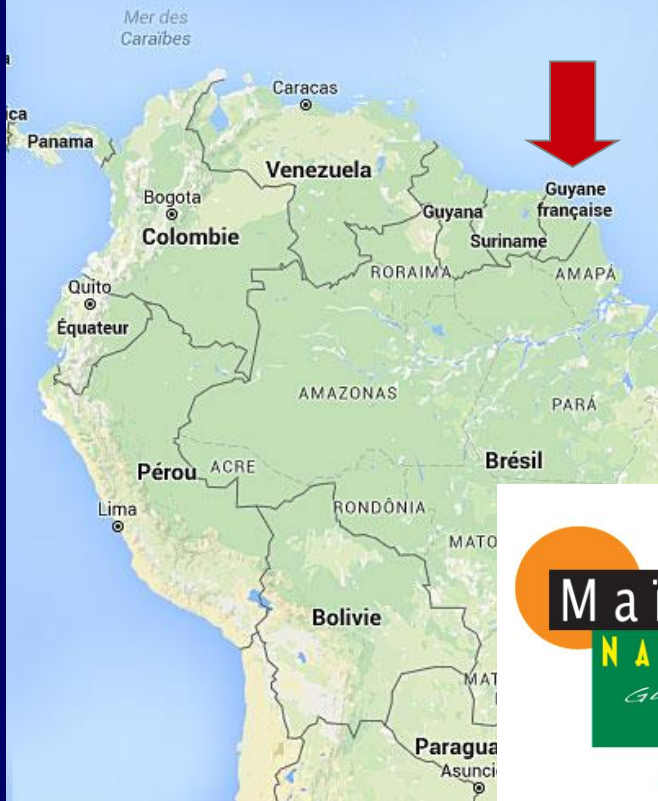 Mer des
Caraïbes
Caracas
Panama
Venezuela
Guyane
française
Bogota
Guyana
Colombie
Suriname
RORAIMA
AMAPÁ
Quito
Équateur
AMAZONAS
PARÁ
Pérou
ACRE
Brésil
Lima
RONDÔNIA
Bolivie